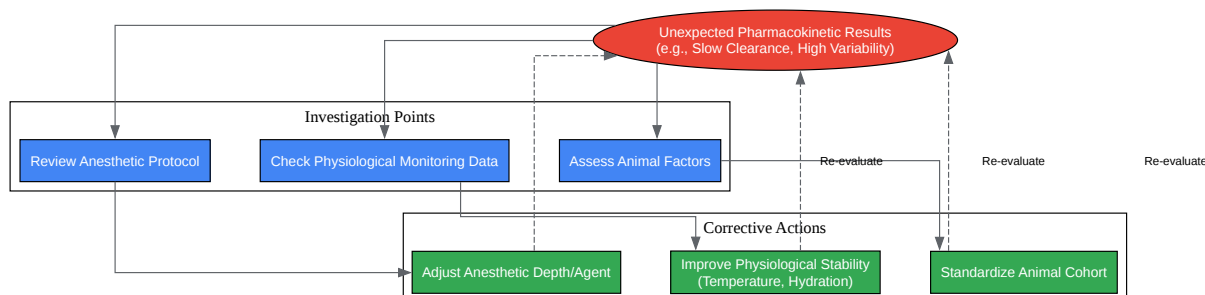 Unexpected Pharmacokinetic Results
(e.g., Slow Clearance, High Variability)
Investigation Points
Review Anesthetic Protocol
Check Physiological Monitoring Data
Assess Animal Factors
Re-evaluate
Re-evaluate
Re-evaluate
Corrective Actions
Adjust Anesthetic Depth/Agent
Improve Physiological Stability
(Temperature, Hydration)
Standardize Animal Cohort